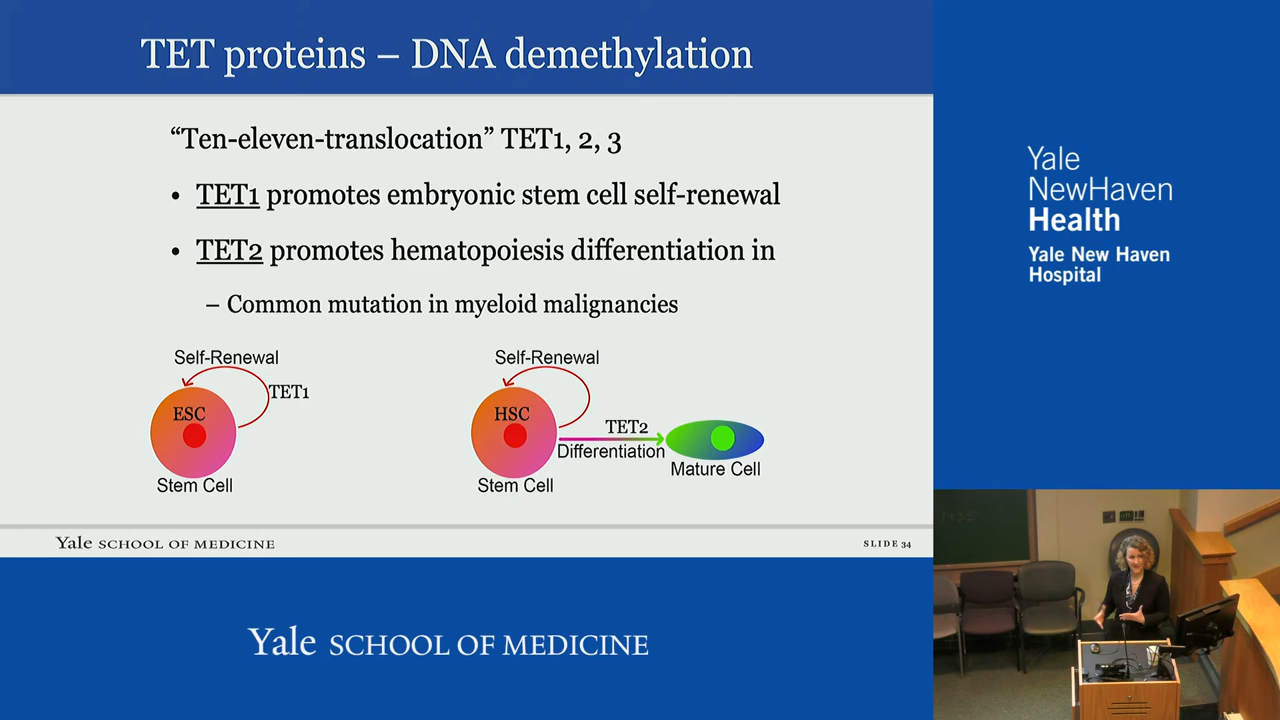 TET proteins – DNA demethylation
“Ten-eleven-translocation” TET1, 2, 3
• TET1 promotes embryonic stem cell self-renewal
• TET2 promotes hematopoiesis differentiation in
– Common mutation in myeloid malignancies
Self-Renewal
TET1
ESC
Stem Cell
Self-Renewal
HSC
TET2
Differentiation
Stem Cell
Mature Cell
Yale SCHOOL OF MEDICINE
SLIDE 34
Yale
NewHaven
Health
Yale New Haven
Hospital
Yale SCHOOL OF MEDICINE